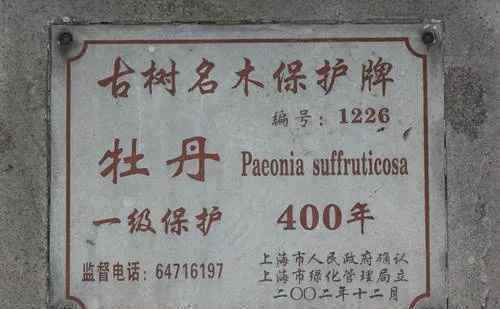 古树名木保护牌
编号：1226
牡丹 Paeonia suffruticosa
一级保护 400年
监督电话：64716197
上海市人民政府确认
上海市绿化管理局立
二〇〇二年十二月